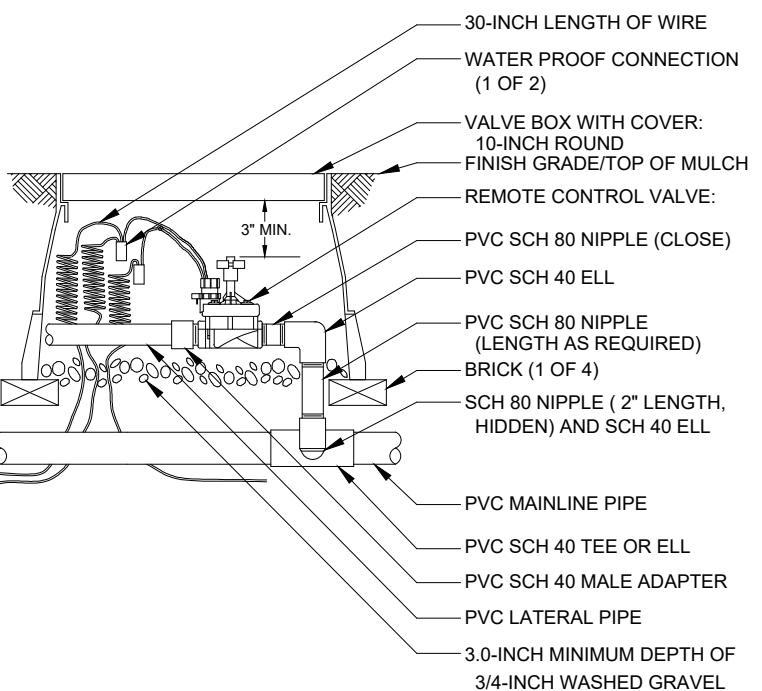 30-INCH LENGTH OF WIRE
WATER PROOF CONNECTION
(1 OF 2)
VALVE BOX WITH COVER:
10-INCH ROUND
FINISH GRADE/TOP OF MULCH
REMOTE CONTROL VALVE:
3" MIN.
PVC SCH 80 NIPPLE (CLOSE)
PVC SCH 40 ELL
PVC SCH 80 NIPPLE
(LENGTH AS REQUIRED)
BRICK (1 OF 4)
SCH 80 NIPPLE ( 2" LENGTH,
HIDDEN) AND SCH 40 ELL
PVC MAINLINE PIPE
PVC SCH 40 TEE OR ELL
PVC SCH 40 MALE ADAPTER
PVC LATERAL PIPE
3.0-INCH MINIMUM DEPTH OF
3/4-INCH WASHED GRAVEL